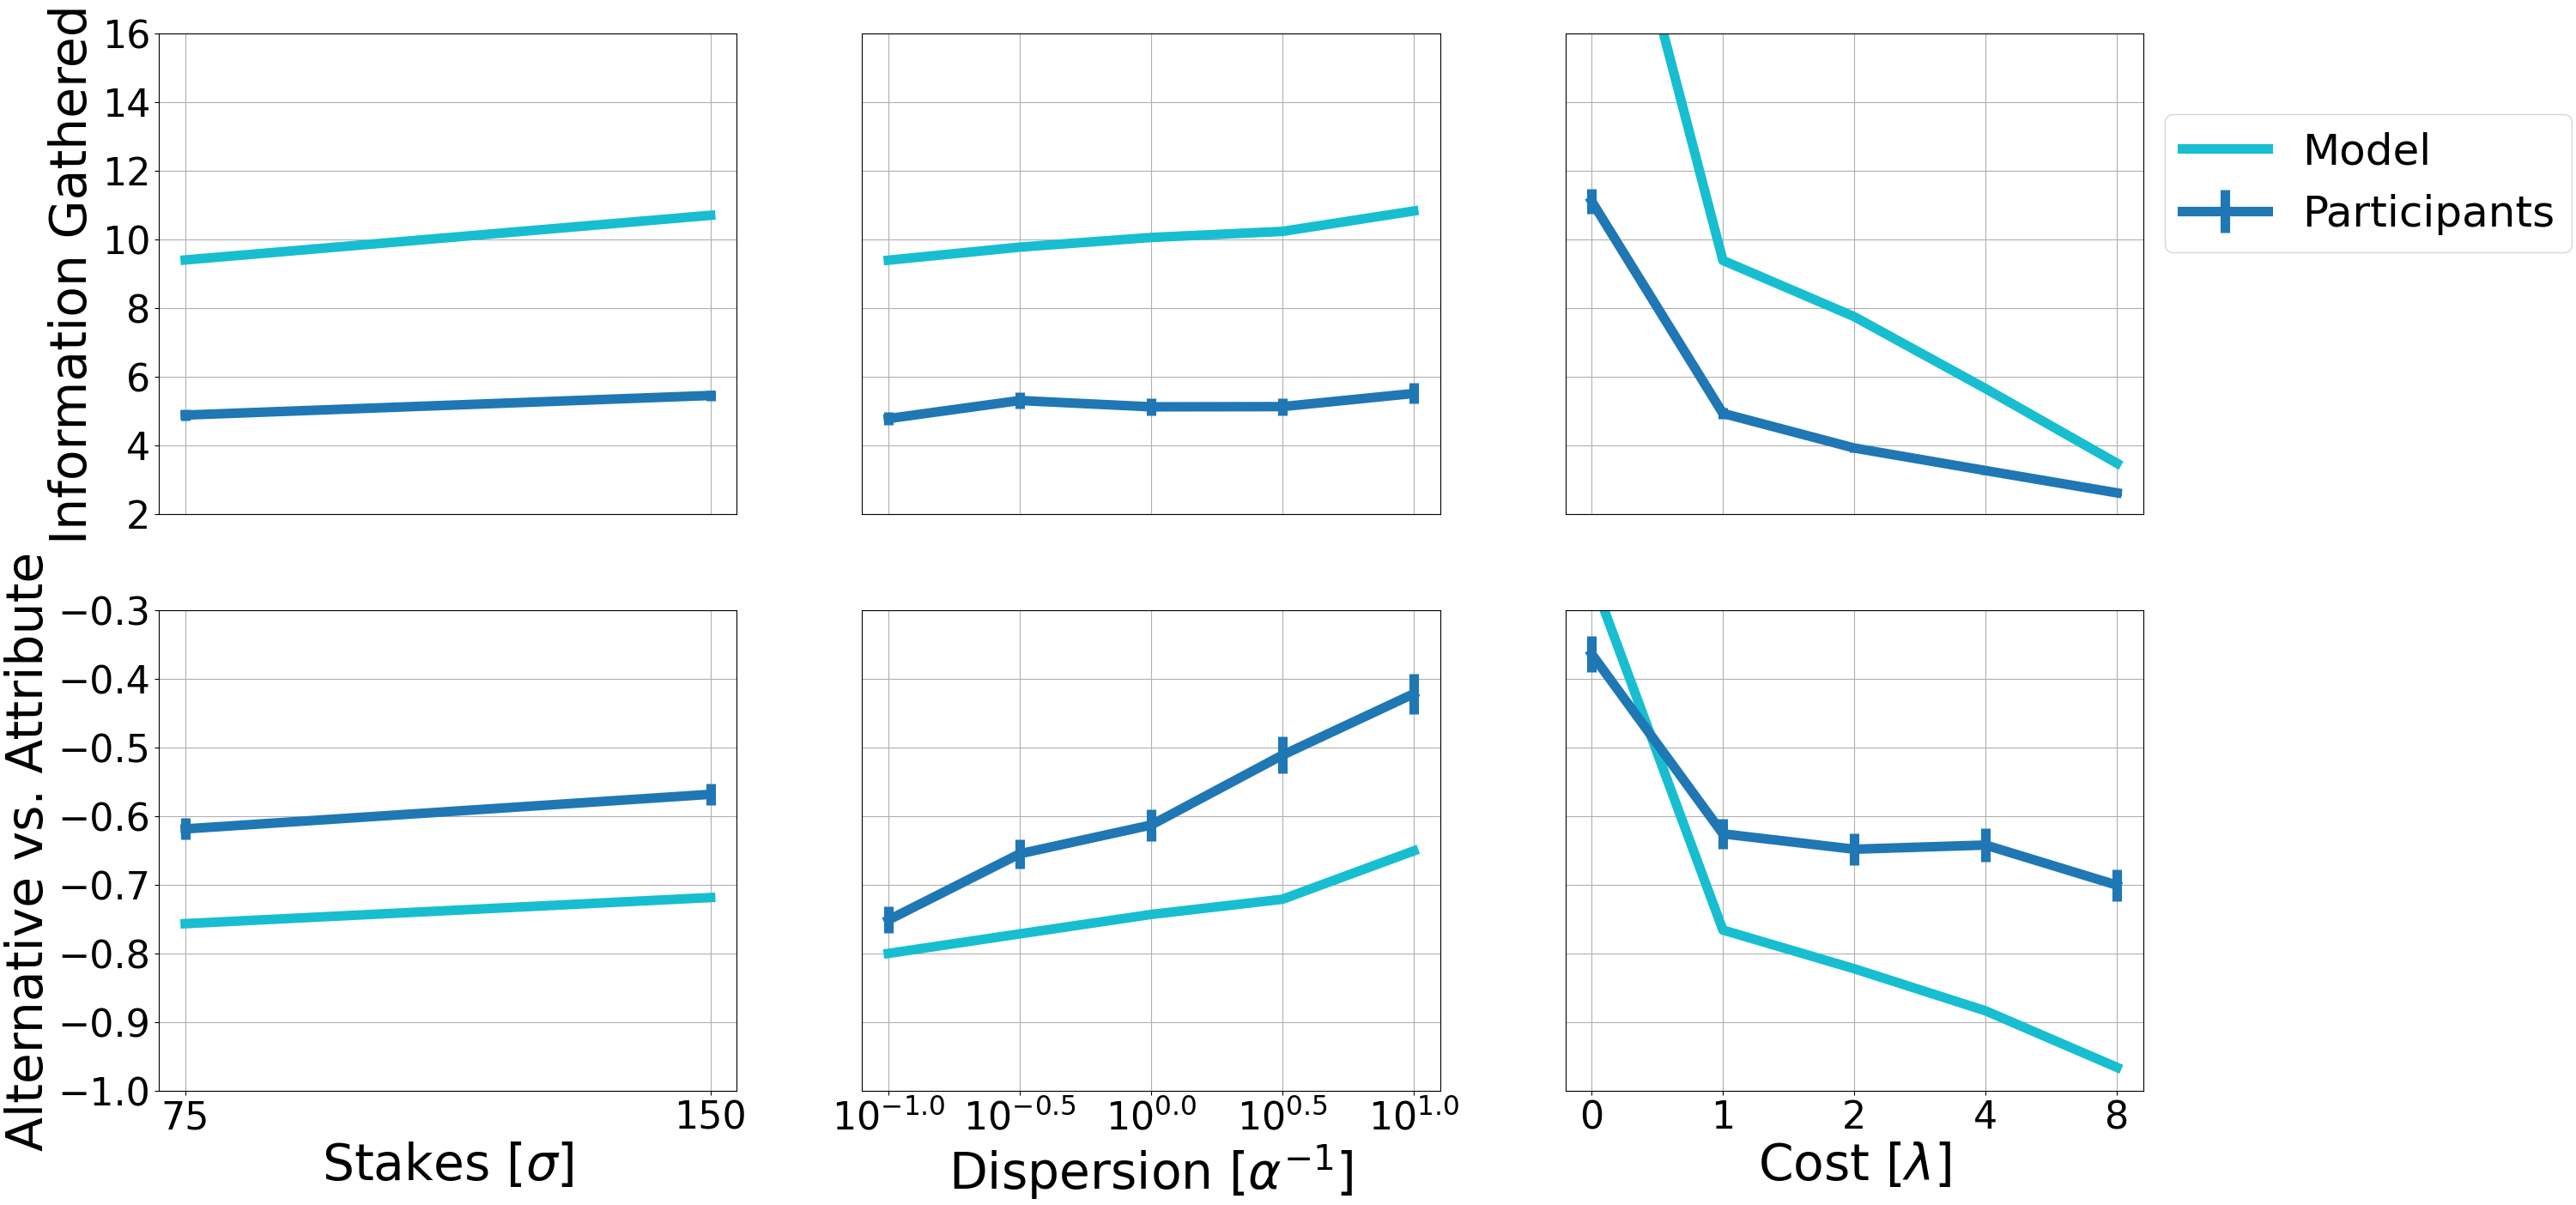 Information Gathered
16
14
12
10
8
6
4
2
Model
Participants
Alternative vs. Attribute
−0.3
−0.4
−0.5
−0.6
−0.7
−0.8
−0.9
−1.0
75 150
10^{−1.0} 10^{−0.5} 10^{0.0} 10^{0.5} 10^{1.0}
0 1 2 4 8
Stakes [σ]
Dispersion [α^{−1}]
Cost [λ]